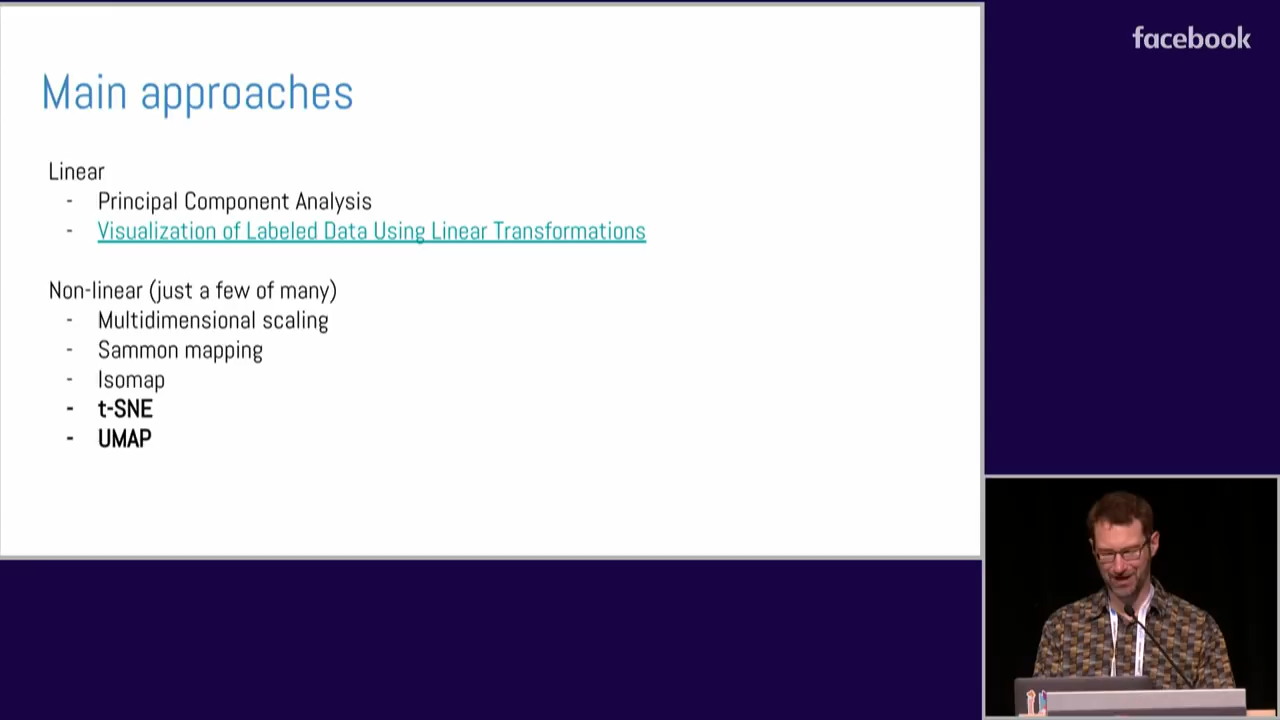 facebook
Main approaches
Linear
- Principal Component Analysis
- Visualization of Labeled Data Using Linear Transformations
Non-linear (just a few of many)
- Multidimensional scaling
- Sammon mapping
- Isomap
- t-SNE
- UMAP